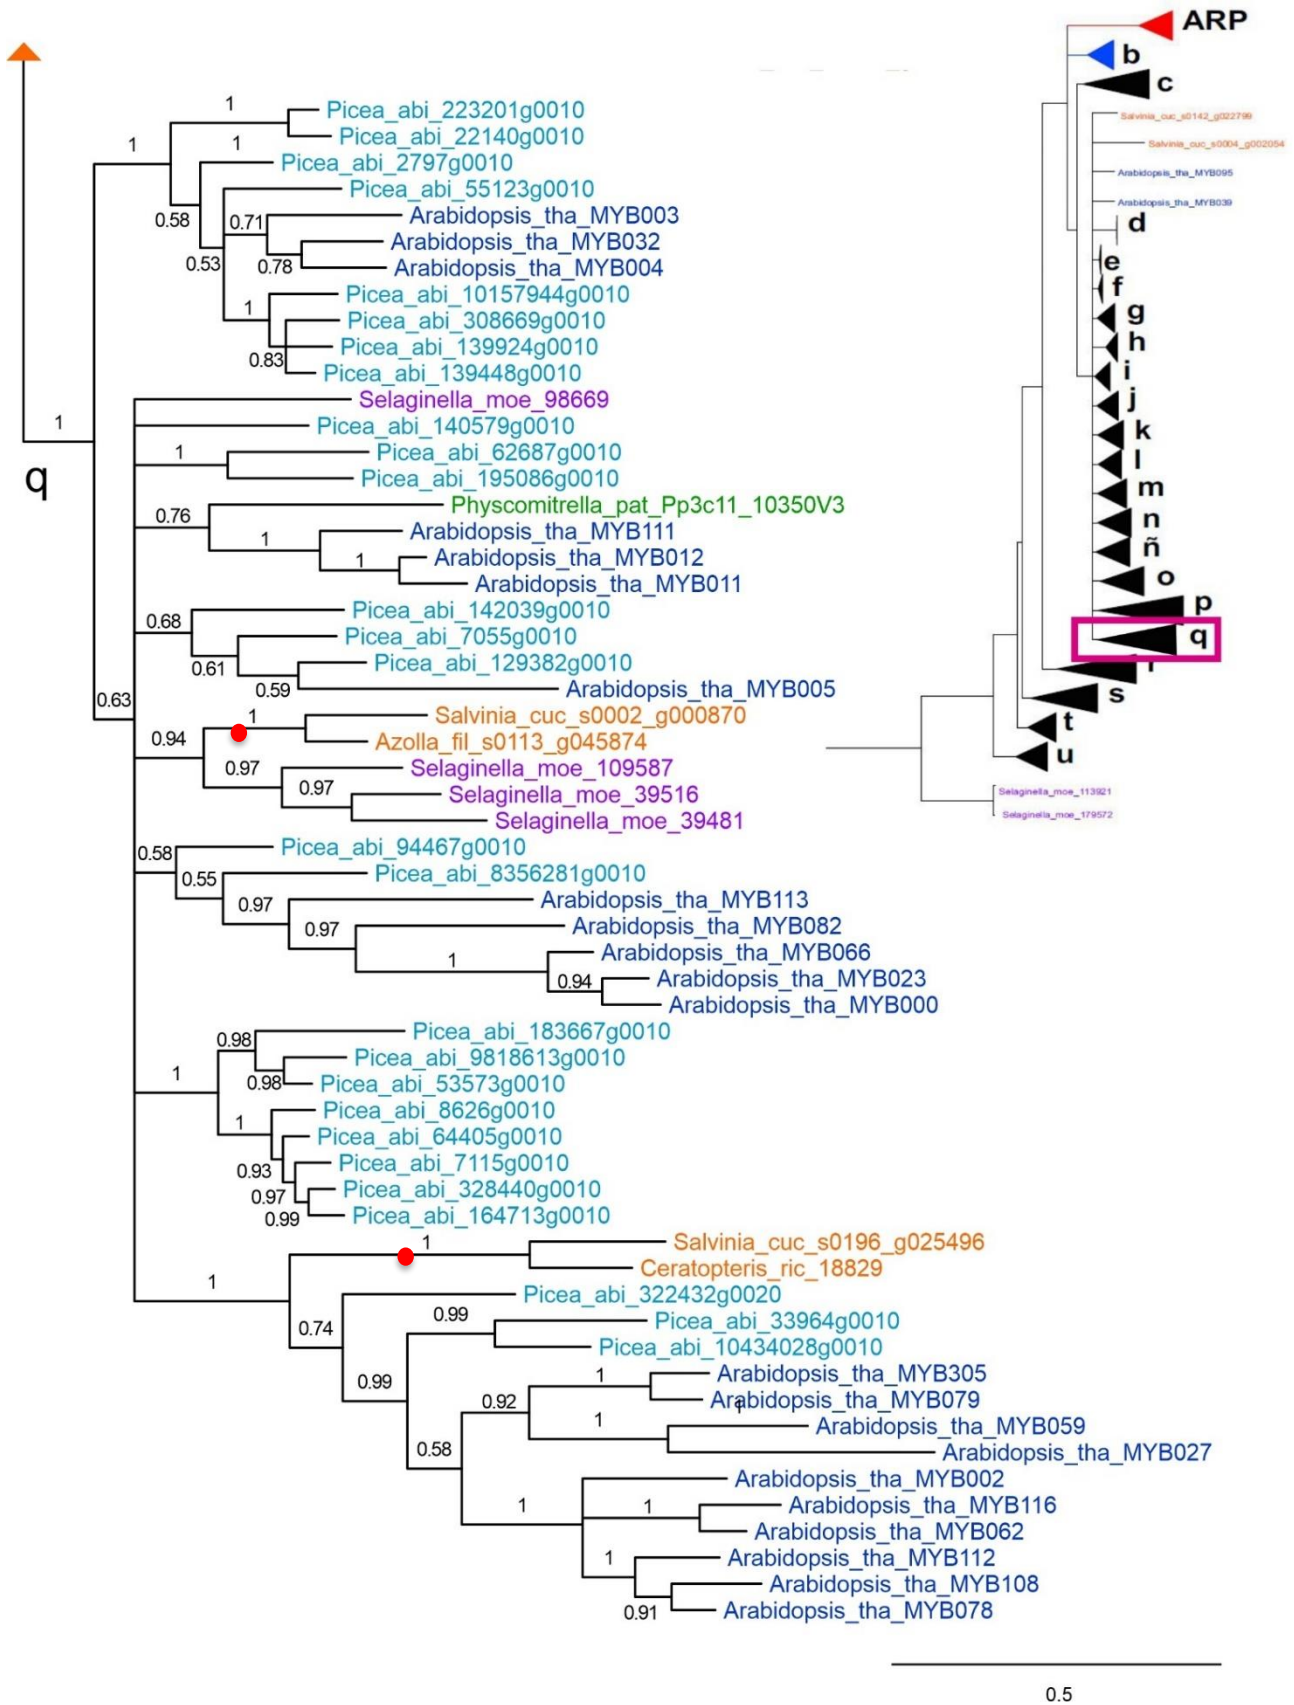 1
Picea_abi_223201g0010
1
Picea_abi_22140g0010
1
Picea_abi_2797g0010
Picea_abi_55123g0010
0.58
0.71
Arabidopsis_tha_MYB003
Arabidopsis_tha_MYB032
0.53
0.78
Arabidopsis_tha_MYB004
Picea_abi_10157944g0010
1
Picea_abi_308669g0010
Picea_abi_139924g0010
0.83
Picea_abi_139448g0010
Selaginella_moe_98669
1
Picea_abi_140579g0010
q
1
Picea_abi_62687g0010
Picea_abi_195086g0010
Physcomitrella_pat_Pp3c11_10350V3
0.76
Arabidopsis_tha_MYB111
1
Arabidopsis_tha_MYB012
1
Arabidopsis_tha_MYB011
Picea_abi_142039g0010
0.68
Picea_abi_7055g0010
0.61
Picea_abi_129382g0010
0.59
Arabidopsis_tha_MYB005
0.63
1
Salvinia_cuc_s0002_g000870
0.94
Azolla_fil_s0113_g045874
0.97
Selaginella_moe_109587
0.97
Selaginella_moe_39516
Selaginella_moe_39481
Picea_abi_94467g0010
0.58
Picea_abi_8356281g0010
0.55
Arabidopsis_tha_MYB113
0.97
Arabidopsis_tha_MYB082
0.97
Arabidopsis_tha_MYB066
1
Arabidopsis_tha_MYB023
0.94
Arabidopsis_tha_MYB000
Picea_abi_183667g0010
0.98
Picea_abi_9818613g0010
0.98
Picea_abi_53573g0010
1
Picea_abi_8626g0010
1
Picea_abi_64405g0010
0.93
Picea_abi_7115g0010
0.97
Picea_abi_328440g0010
0.99
Picea_abi_164713g0010
1
Salvinia_cuc_s0196_g025496
Ceratopteris_ric_18829
1
Picea_abi_322432g0020
0.74
0.99
Picea_abi_33964g0010
Picea_abi_10434028g0010
0.99
1
Arabidopsis_tha_MYB305
0.92
Arabidopsis_tha_MYB079
1
1
Arabidopsis_tha_MYB059
0.58
Arabidopsis_tha_MYB027
Arabidopsis_tha_MYB002
1
1
Arabidopsis_tha_MYB116
Arabidopsis_tha_MYB062
1
Arabidopsis_tha_MYB112
Arabidopsis_tha_MYB108
0.91
Arabidopsis_tha_MYB078
0.5
ARP
b
c
Salvinia_cuc_s0142_g022799
Salvinia_cuc_s0004_g002054
Arabidopsis_tha_MYB095
Arabidopsis_tha_MYB039
d
e
f
g
h
i
j
k
l
m
n
ñ
o
p
q
s
t
u
Selaginella_moe_113921
Selaginella_moe_179572